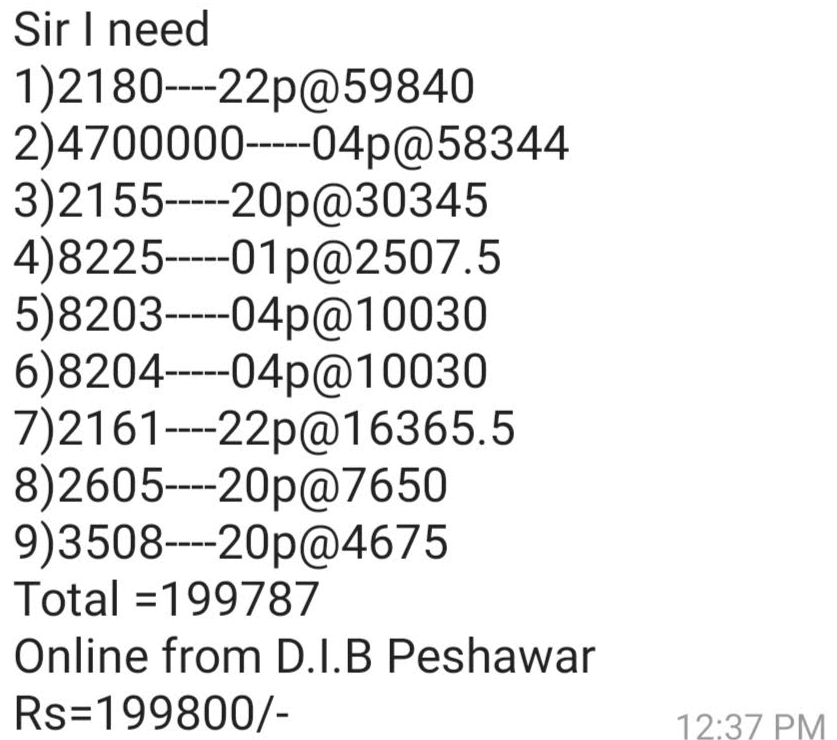 Sir I need
1)2180----22p@59840
2)4700000-----04p@58344
3)2155-----20p@30345
4)8225-----01p@2507.5
5)8203-----04p@10030
6)8204-----04p@10030
7)2161----22p@16365.5
8)2605----20p@7650
9)3508----20p@4675
Total =199787
Online from D.I.B Peshawar
Rs=199800/-
12:37 PM